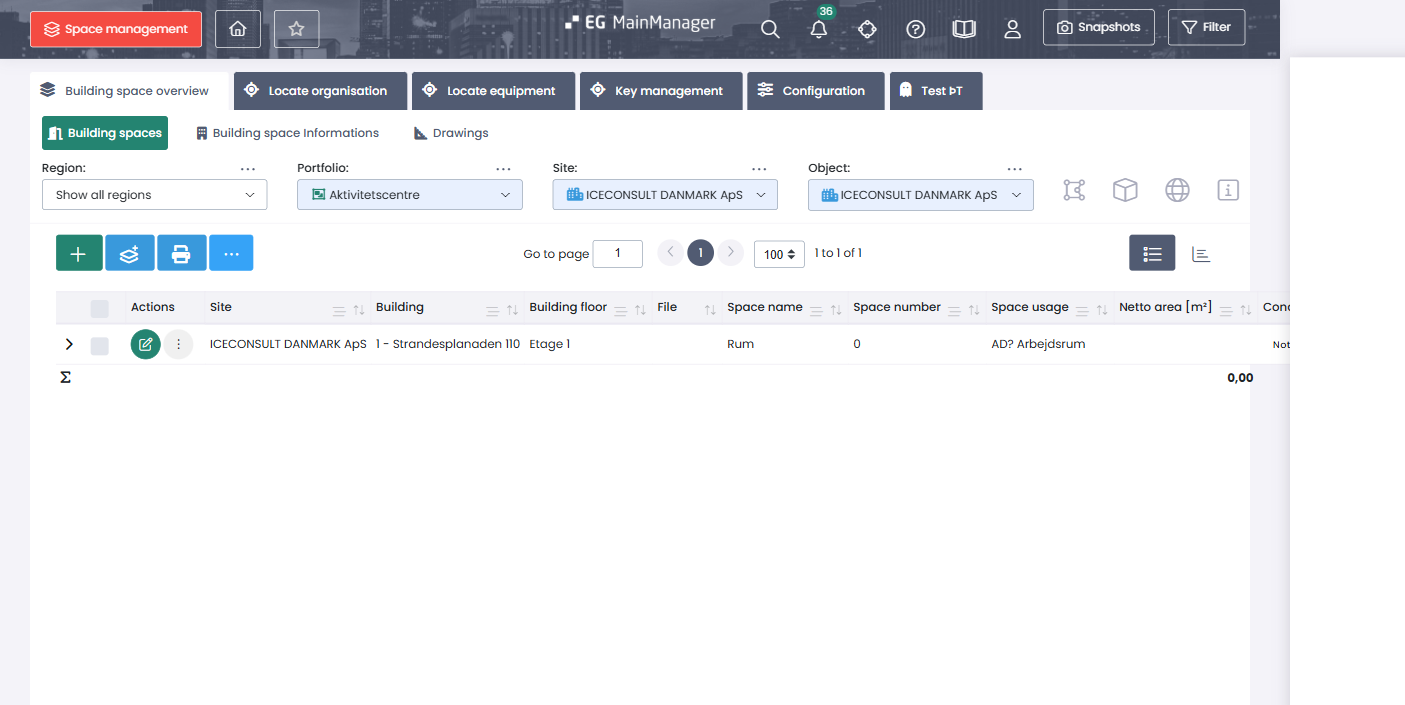 Space management
EG MainManager
36
Snapshots
Filter
Building space overview
Locate organisation
Locate equipment
Key management
Configuration
Test ÞT
Building spaces
Building space Informations
Drawings
Region:
Portfolio:
Site:
Object:
Show all regions
Aktivitetscentre
ICECONSULT DANMARK ApS
ICECONSULT DANMARK ApS
Go to page 1
1
100
1 to 1 of 1
Actions Site Building Building floor File Space name Space number Space usage Netto area [m²] Conc
ICECONSULT DANMARK ApS 1 - Strandesplanaden 110 Etage 1 Rum 0 AD? Arbejdsrum Not
Σ 0,00